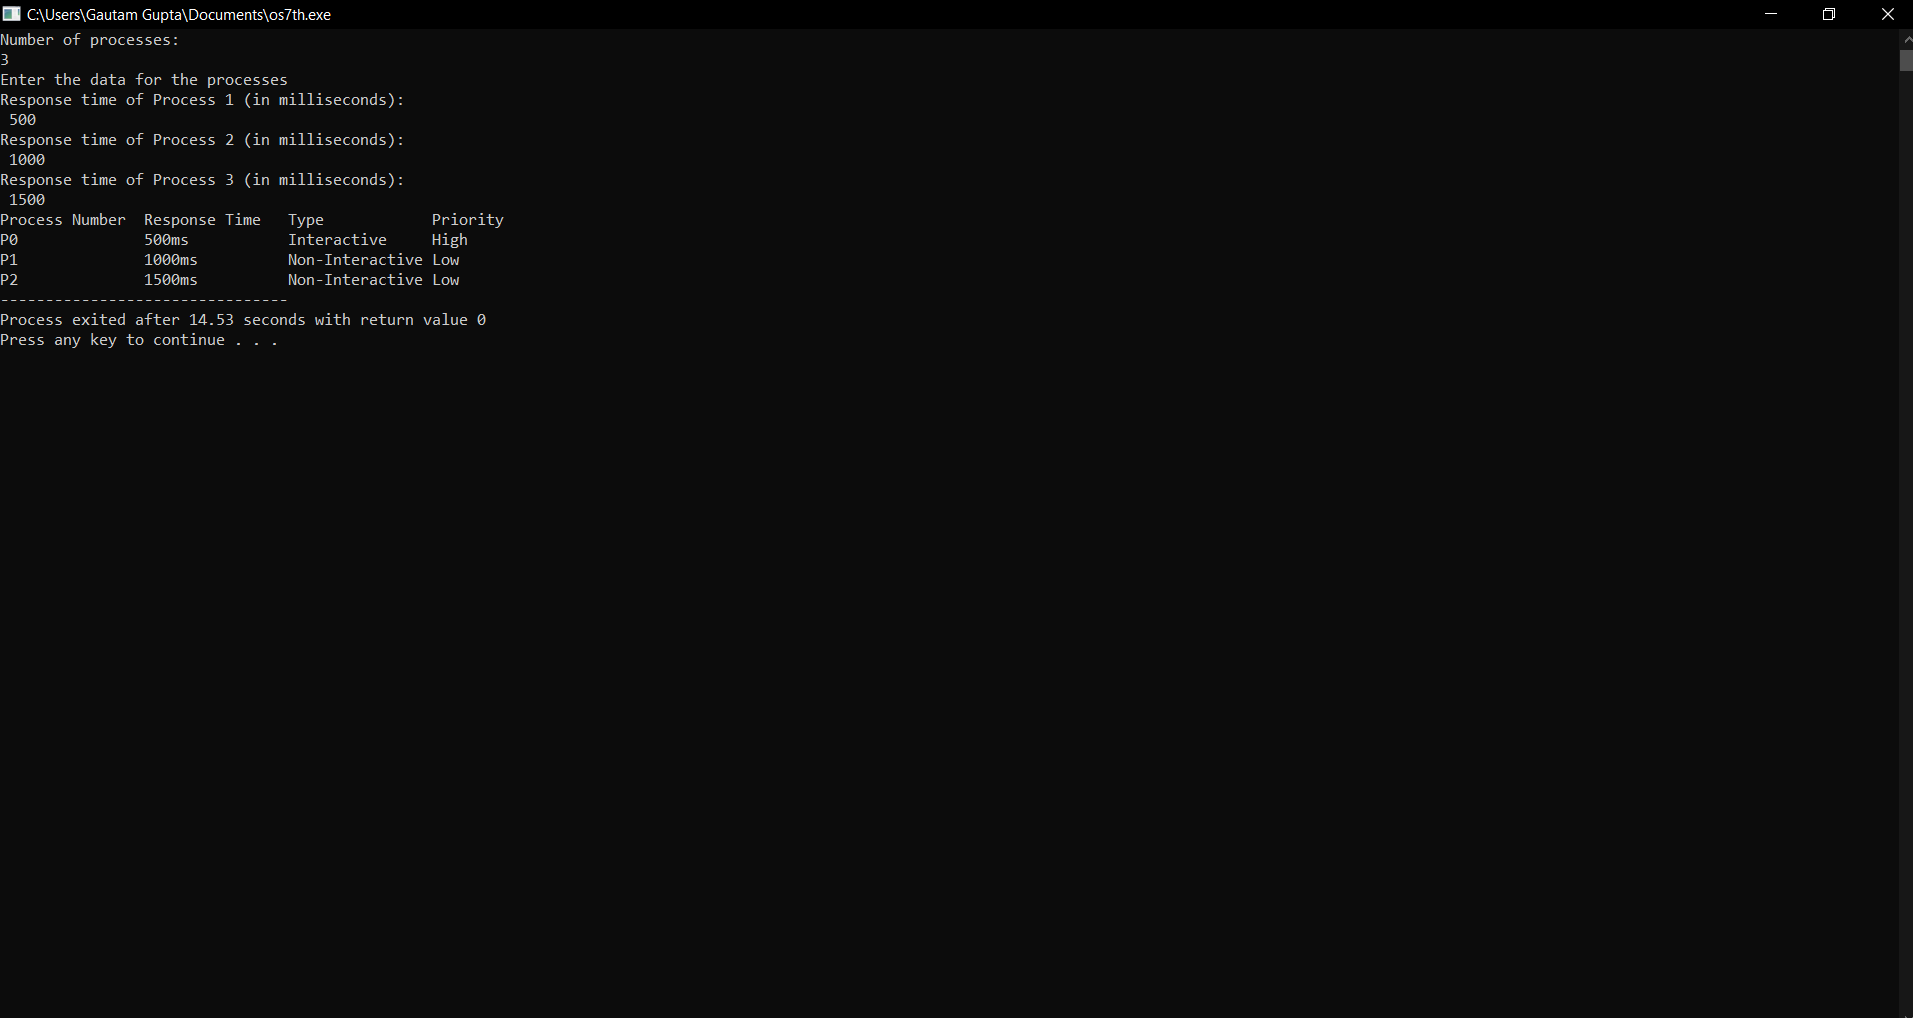 C:\Users\Gautam Gupta\Documents\os7th.exe
Number of processes:
3
Enter the data for the processes
Response time of Process 1 (in milliseconds):
 500
Response time of Process 2 (in milliseconds):
 1000
Response time of Process 3 (in milliseconds):
 1500
Process Number  Response Time   Type            Priority
P0              500ms           Interactive     High
P1              1000ms          Non-Interactive Low
P2              1500ms          Non-Interactive Low
--------------------------------
Process exited after 14.53 seconds with return value 0
Press any key to continue . . .